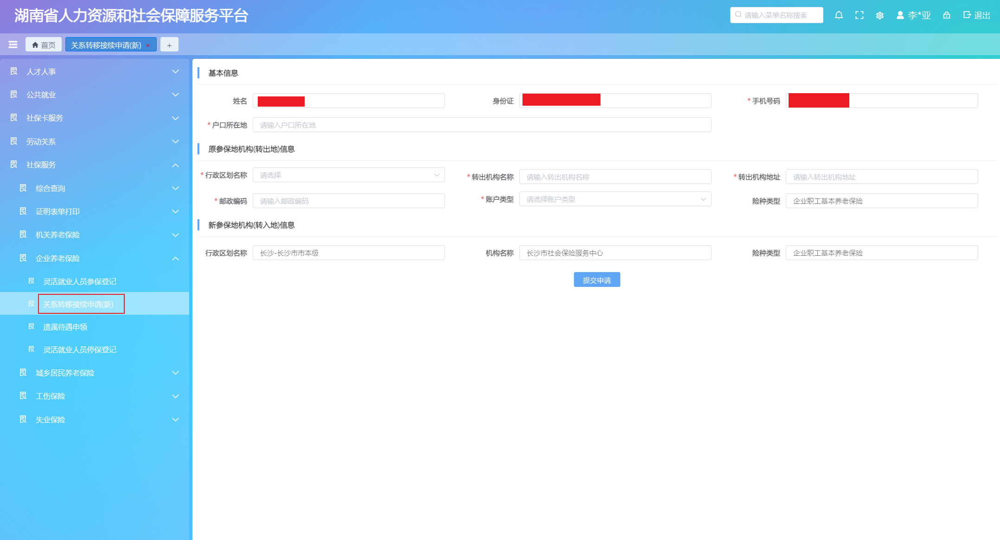 湖南省人力资源和社会保障服务平台
请输入菜单名称搜索
李*亚
退出
首页
关系转移接续申请(新) ×
+
人才人事
公共就业
社保卡服务
劳动关系
社保服务
综合查询
证明表单打印
机关养老保险
企业养老保险
灵活就业人员参保登记
关系转移接续申请(新)
遗属待遇申领
灵活就业人员停保登记
城乡居民养老保险
工伤保险
失业保险
基本信息
姓名
身份证
* 手机号码
* 户口所在地 请输入户口所在地
原参保地机构(转出地)信息
* 行政区划名称 请选择
* 转出机构名称 请输入转出机构名称
* 转出机构地址 请输入转出机构地址
* 邮政编码 请输入邮政编码
* 账户类型 请选择账户类型
险种类型 企业职工基本养老保险
新参保地机构(转入地)信息
行政区划名称 长沙-长沙市市本级
机构名称 长沙市社会保险服务中心
险种类型 企业职工基本养老保险
提交申请